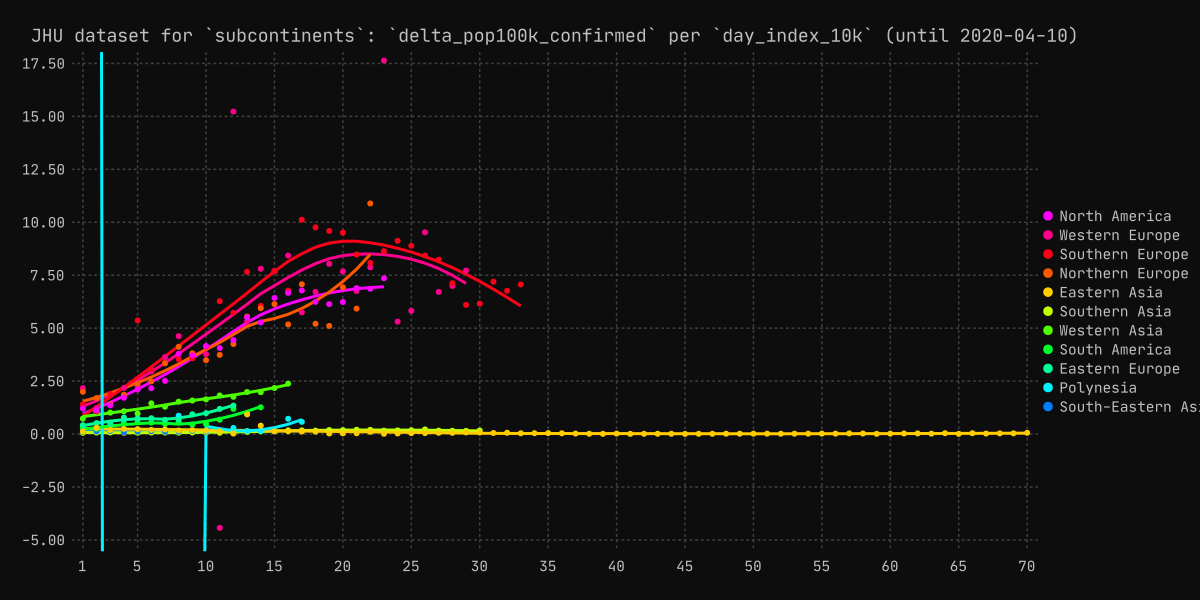 JHU dataset for `subcontinents`: `delta_pop100k_confirmed` per `day_index_10k` (until 2020-04-10)
17.50
15.00
12.50
10.00
7.50
5.00
2.50
0.00
-2.50
-5.00
1 5 10 15 20 25 30 35 40 45 50 55 60 65 70
North America
Western Europe
Southern Europe
Northern Europe
Eastern Asia
Southern Asia
Western Asia
South America
Eastern Europe
Polynesia
South-Eastern Asi